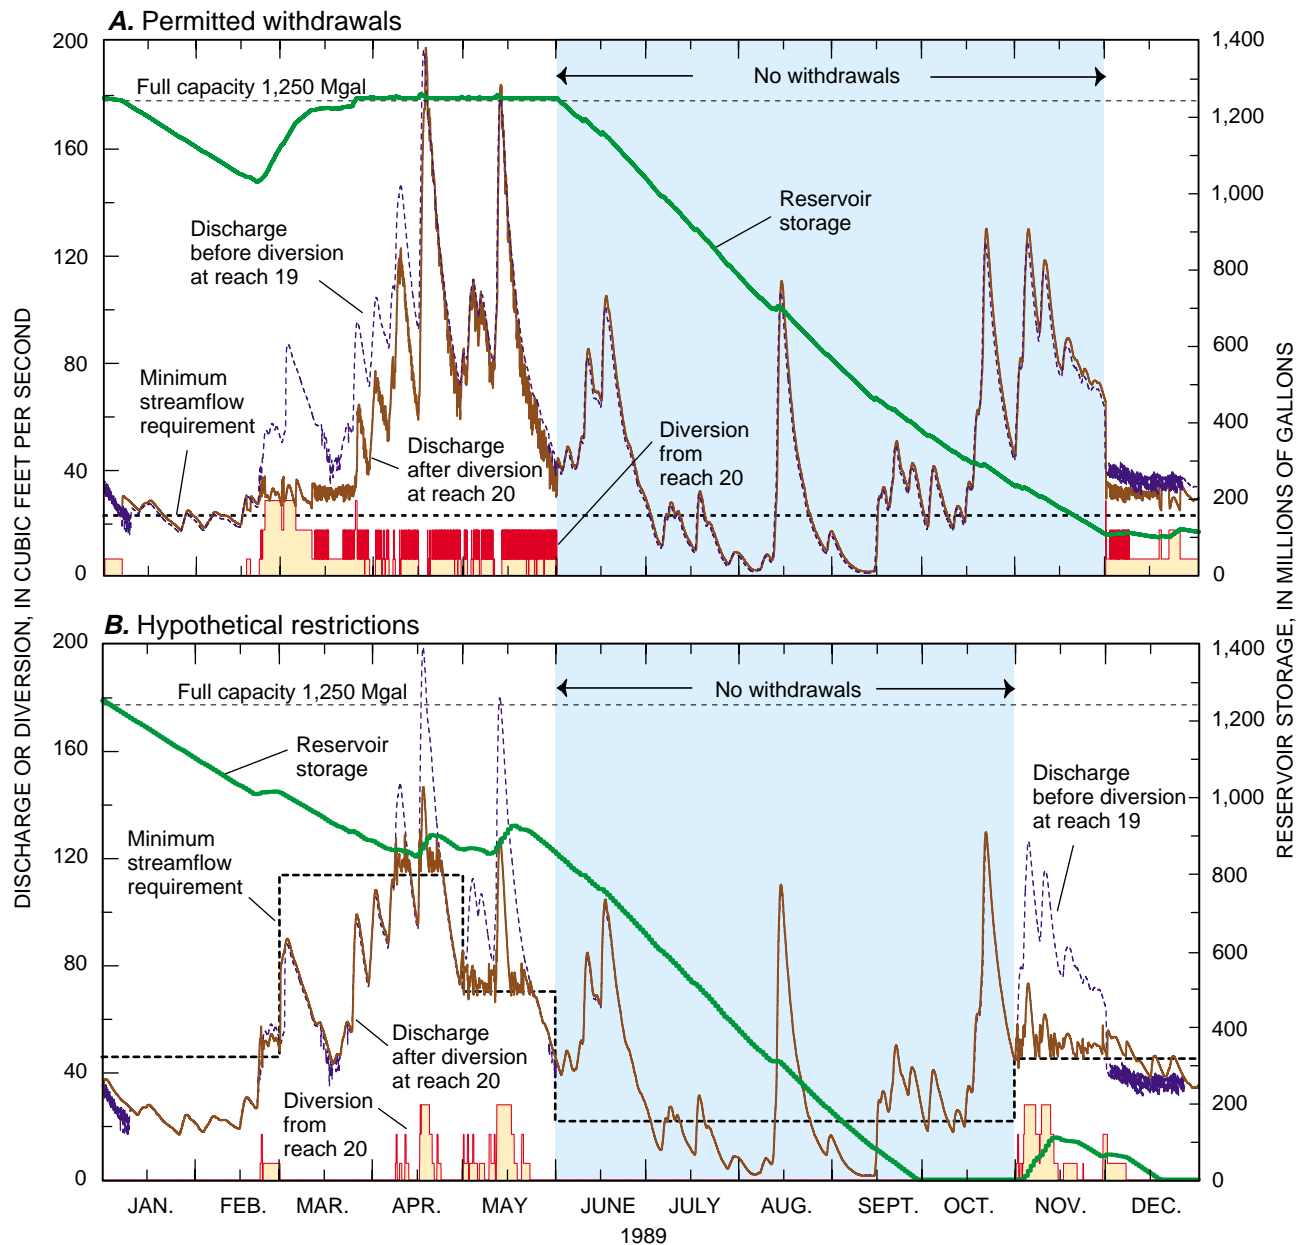 A. Permitted withdrawals
200
160
120
80
40
0
1,400
1,200
1,000
800
600
400
200
0
Full capacity 1,250 Mgal
No withdrawals
Reservoir
storage
Discharge
before diversion
at reach 19
Minimum
streamflow
requirement
Discharge
after diversion
at reach 20
Diversion
from
reach 20
DISCHARGE OR DIVERSION, IN CUBIC FEET PER SECOND
RESERVOIR STORAGE, IN MILLIONS OF GALLONS
B. Hypothetical restrictions
200
160
120
80
40
0
1,400
1,200
1,000
800
600
400
200
0
Full capacity 1,250 Mgal
No withdrawals
Reservoir
storage
Discharge
before diversion
at reach 19
Minimum
streamflow
requirement
Discharge
after diversion
at reach 20
Diversion
from
reach 20
JAN. FEB. MAR. APR. MAY JUNE JULY AUG. SEPT. OCT. NOV. DEC.
1989